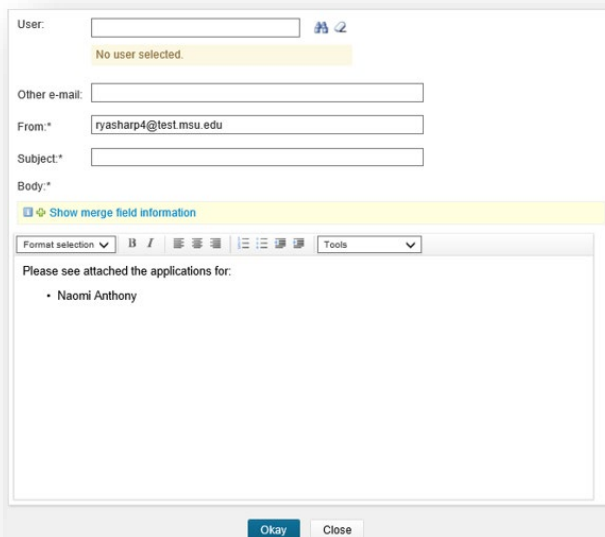 User:
No user selected.
Other e-mail:
From:* ryasharp4@test.msu.edu
Subject:*
Body:*
Show merge field information
Format selection B I Tools
Please see attached the applications for:
• Naomi Anthony
Okay Close